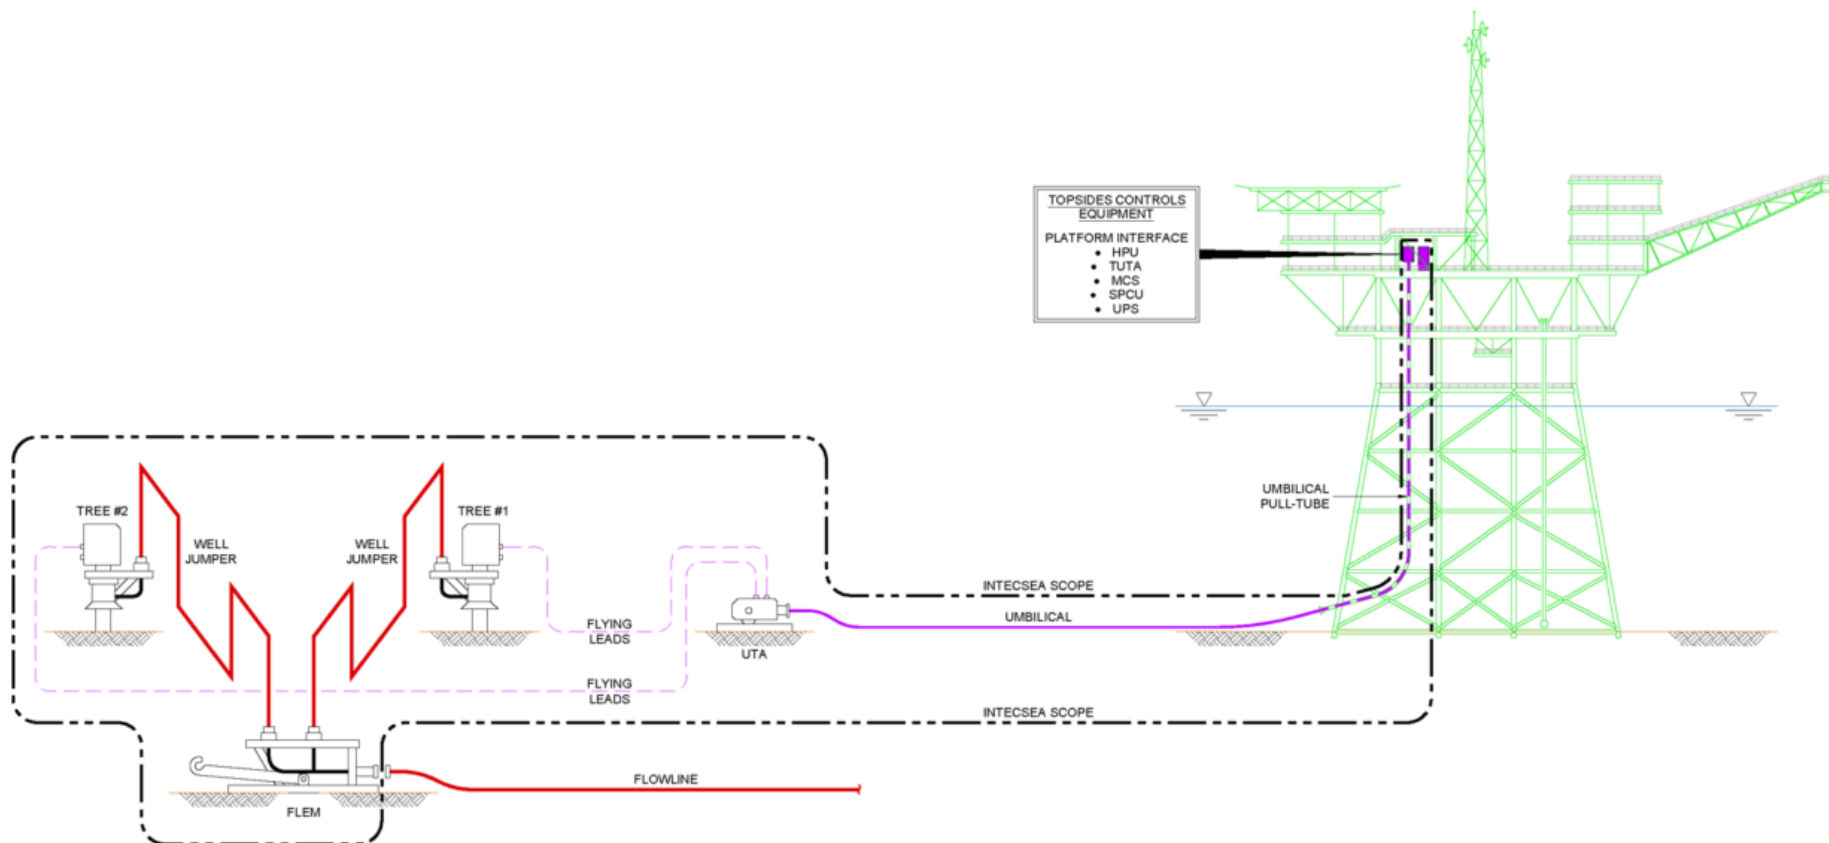 TOPSIDES CONTROLS
EQUIPMENT
PLATFORM INTERFACE
• HPU
• TUTA
• MCS
• SPCU
• UPS
UMBILICAL
PULL-TUBE
TREE #2
WELL
JUMPER
WELL
JUMPER
TREE #1
INTECSEA SCOPE
UMBILICAL
FLYING
LEADS
UTA
FLYING
LEADS
INTECSEA SCOPE
FLOWLINE
FLEM